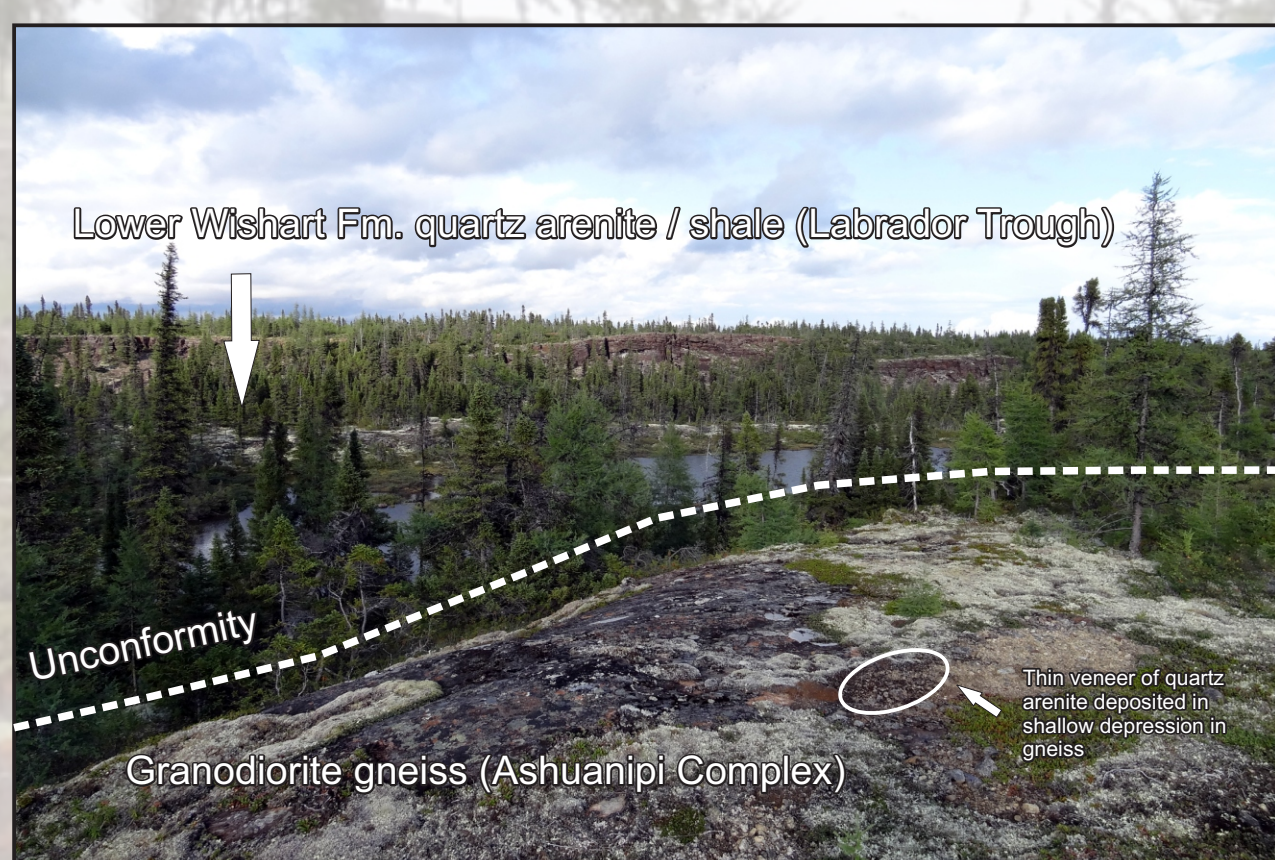 Lower Wishart Fm. quartz arenite / shale (Labrador Trough)
Unconformity
Thin veneer of quartz
arenite deposited in
shallow depression in
gneiss
Granodiorite gneiss (Ashuanipi Complex)